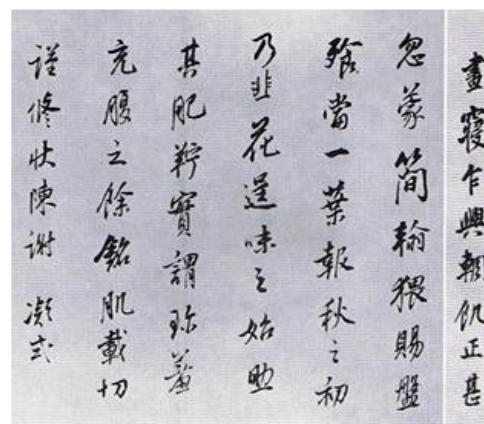 晝寢乍興輖飢正甚
忽蒙簡翰猥賜盤
飧當一葉報秋之初
乃韭花逞味之始助
其肥羜實謂珍羞
充腹之餘銘肌載切
謹脩狀陳謝 凝式